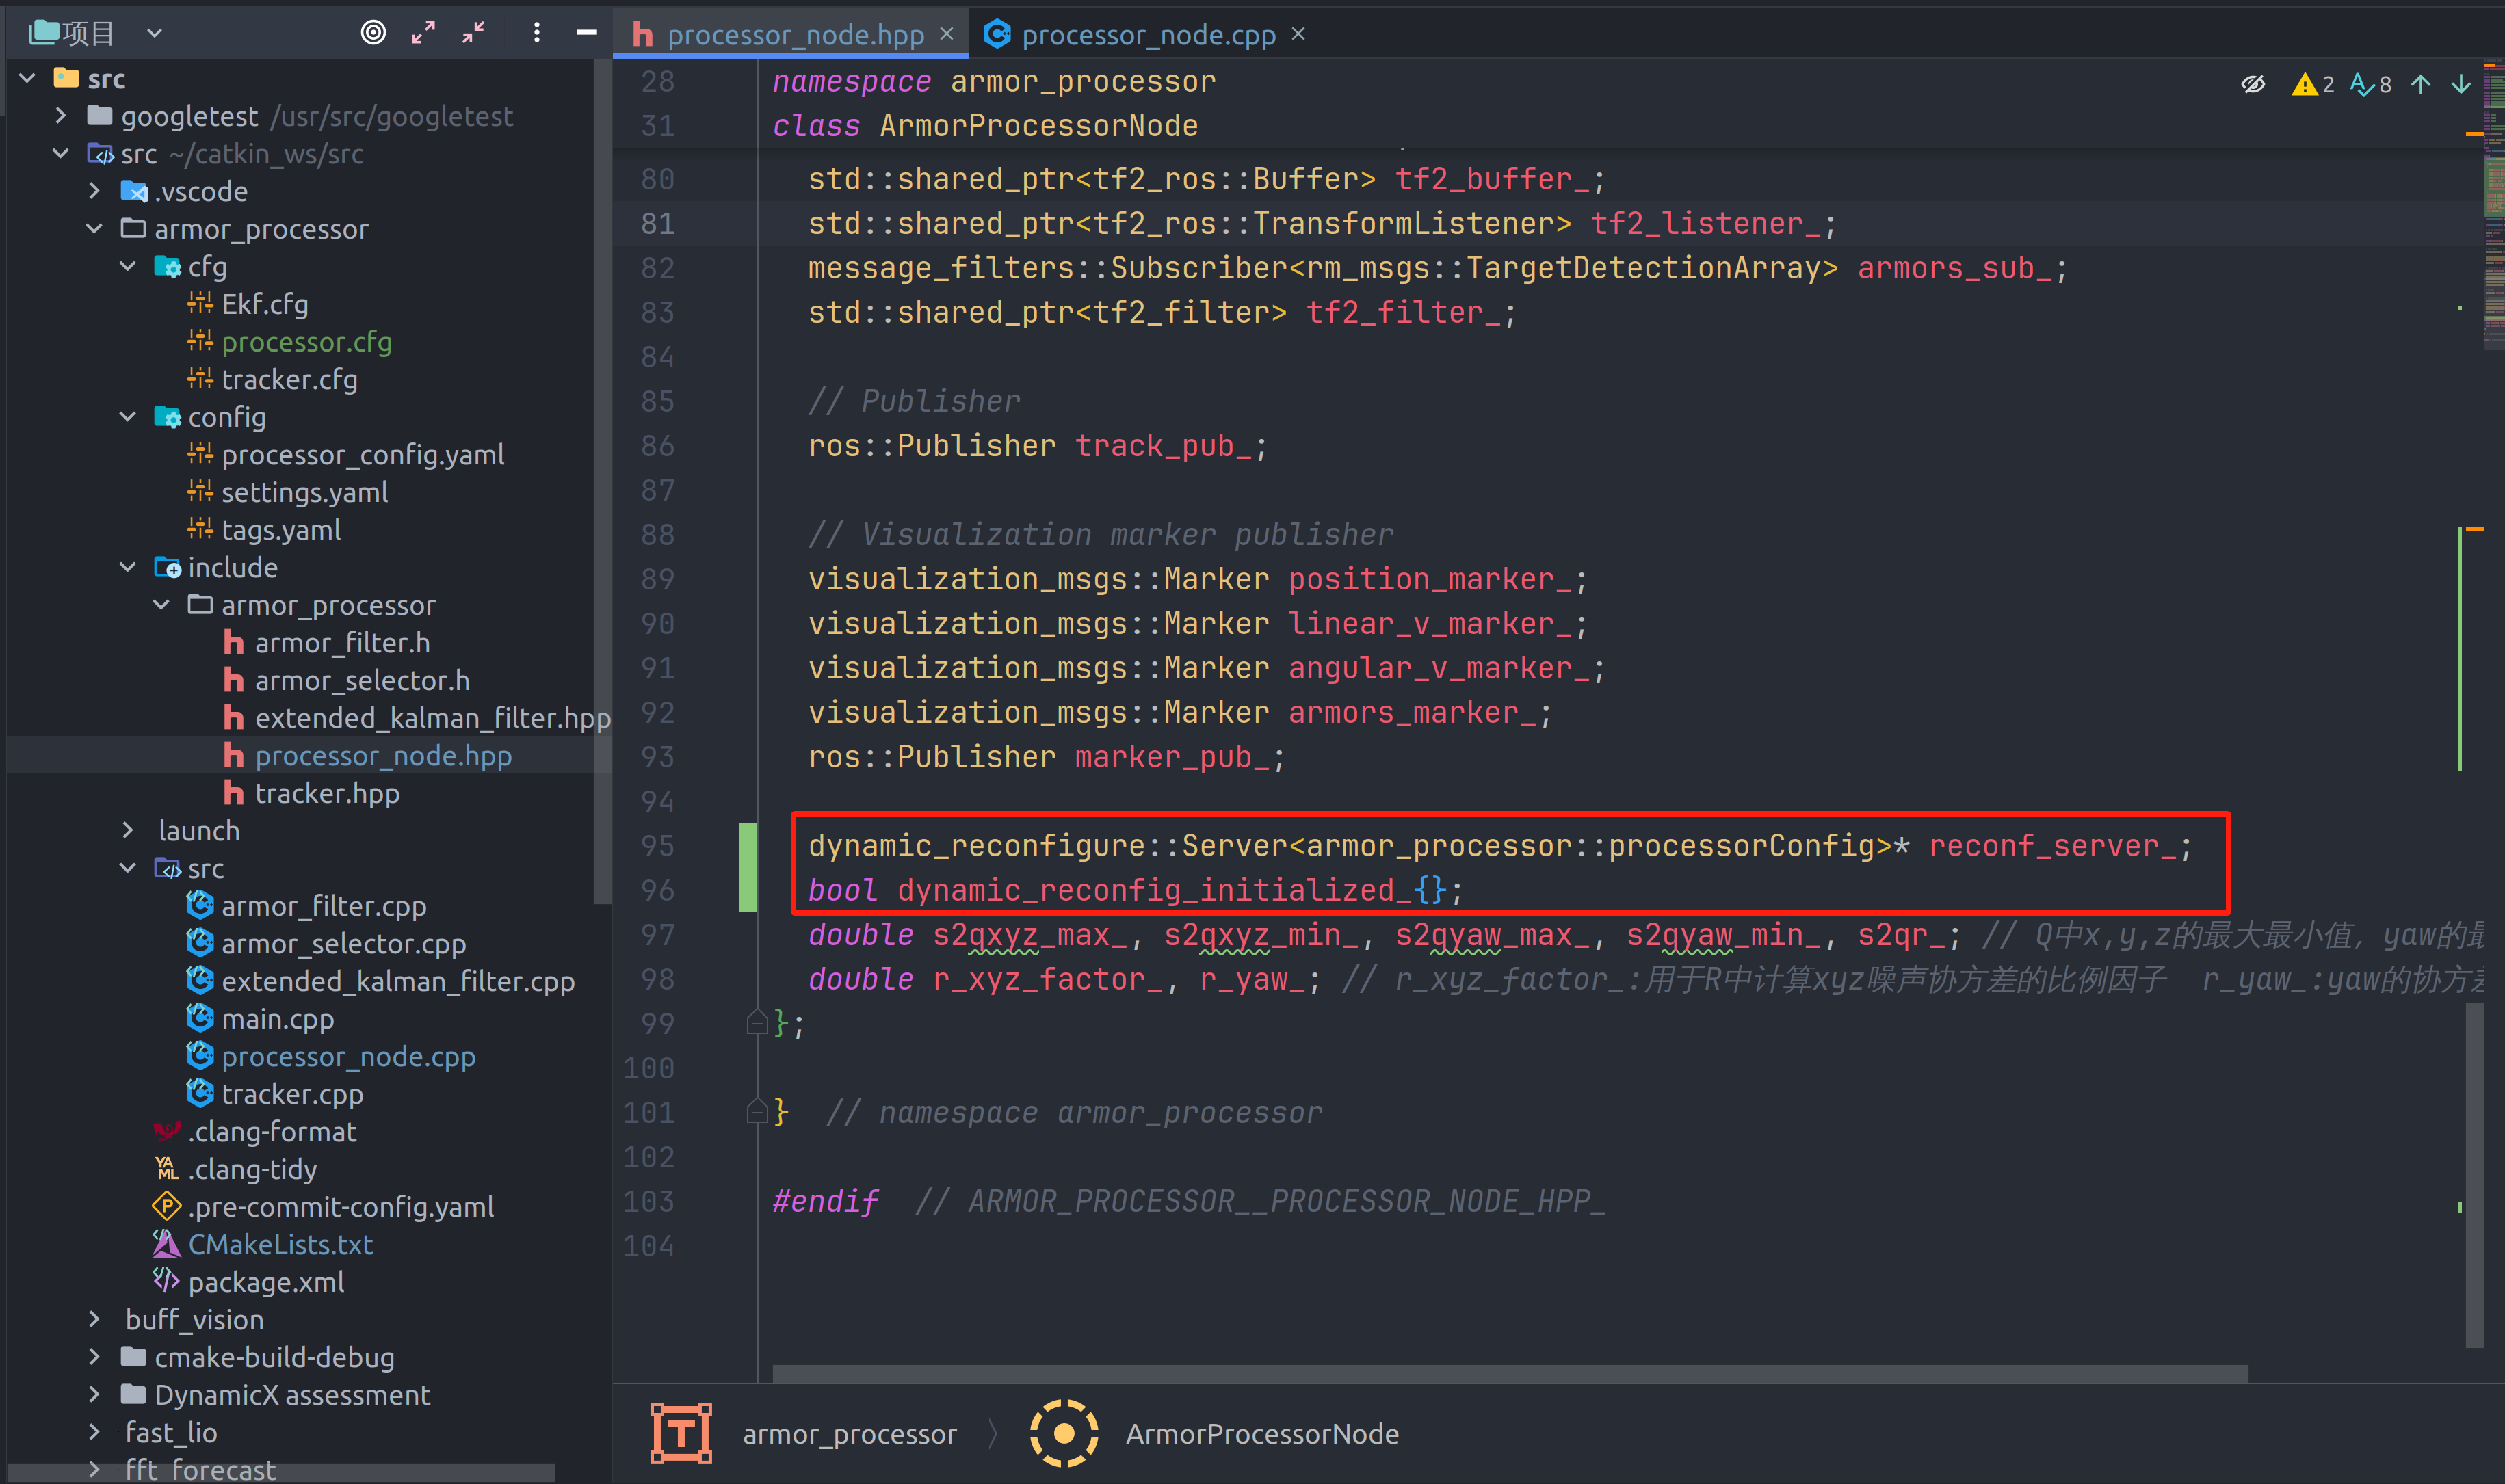 项目
src
googletest /usr/src/googletest
src ~/catkin_ws/src
.vscode
armor_processor
cfg
Ekf.cfg
processor.cfg
tracker.cfg
config
processor_config.yaml
settings.yaml
tags.yaml
include
armor_processor
armor_filter.h
armor_selector.h
extended_kalman_filter.hpp
processor_node.hpp
tracker.hpp
launch
src
armor_filter.cpp
armor_selector.cpp
extended_kalman_filter.cpp
main.cpp
processor_node.cpp
tracker.cpp
.clang-format
.clang-tidy
.pre-commit-config.yaml
CMakeLists.txt
package.xml
buff_vision
cmake-build-debug
DynamicX assessment
fast_lio
fft_forecast
processor_node.hpp processor_node.cpp
28 namespace armor_processor
2 8
31 class ArmorProcessorNode
80 std::shared_ptr<tf2_ros::Buffer> tf2_buffer_;
81 std::shared_ptr<tf2_ros::TransformListener> tf2_listener_;
82 message_filters::Subscriber<rm_msgs::TargetDetectionArray> armors_sub_;
83 std::shared_ptr<tf2_filter> tf2_filter_;
84
85 // Publisher
86 ros::Publisher track_pub_;
87
88 // Visualization marker publisher
89 visualization_msgs::Marker position_marker_;
90 visualization_msgs::Marker linear_v_marker_;
91 visualization_msgs::Marker angular_v_marker_;
92 visualization_msgs::Marker armors_marker_;
93 ros::Publisher marker_pub_;
94
95 dynamic_reconfigure::Server<armor_processor::processorConfig>* reconf_server_;
96 bool dynamic_reconfig_initialized_{};
97 double s2qxyz_max_, s2qxyz_min_, s2qyaw_max_, s2qyaw_min_, s2qr_; // Q中x,y,z的最大最小值, yaw的最
98 double r_xyz_factor_, r_yaw_; // r_xyz_factor_:用于R中计算xyz噪声协方差的比例因子 r_yaw_:yaw的协方差
99 };
100
101 } // namespace armor_processor
102
103 #endif // ARMOR_PROCESSOR__PROCESSOR_NODE_HPP_
104
armor_processor ArmorProcessorNode